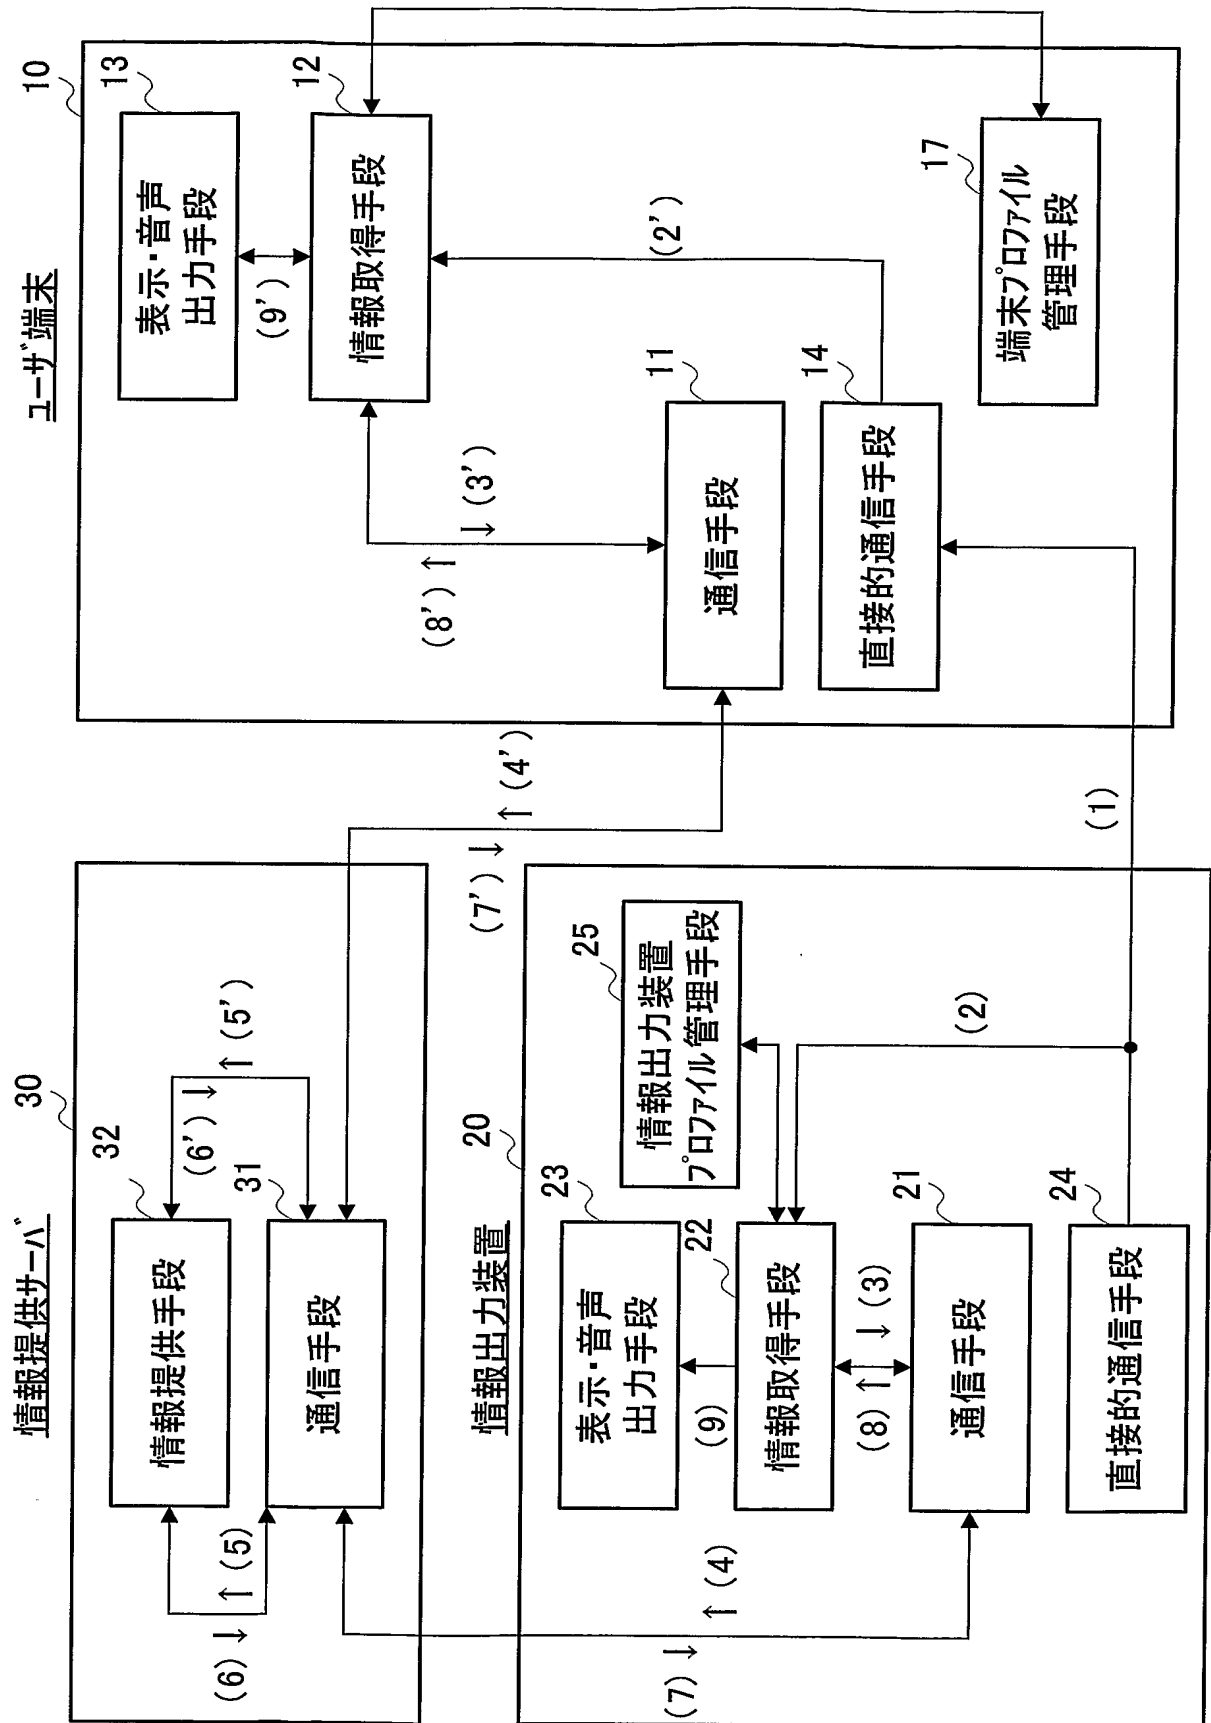 情報提供サーバ
30
32
情報提供手段
31
通信手段
(6) ↓ ↑ (5)
(6') ↓ ↑ (5')
(7) ↓ ↑ (4)
(7') ↓ ↑ (4')
情報出力装置
20
23
表示・音声
出力手段
25
情報出力装置
プロファイル管理手段
(9)
22
情報取得手段
(2)
(8) ↑ ↓ (3)
21
通信手段
24
直接的通信手段
(1)
ユーザ端末
10
13
表示・音声
出力手段
(9')
12
情報取得手段
(8') ↑ ↓ (3')
(2')
11
通信手段
14
直接的通信手段
17
端末プロファイル
管理手段